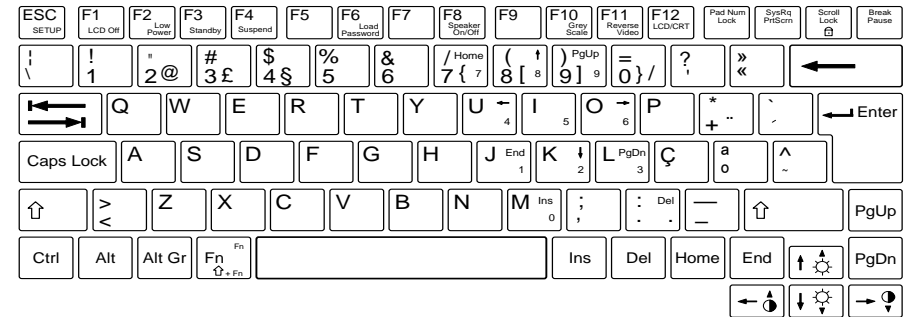 ESC SETUP F1 LCD Off F2 Low Power F3 Standby F4 Suspend F5 F6 Load Password F7 F8 Speaker On/Off F9 F10 Grey Scale F11 Reverse Video F12 LCD/CRT Pad Num Lock SysRq PrtScrn Scroll Lock Break Pause
¦ \ ! 1 " 2 @ # 3 £ $ 4 § % 5 & 6 / Home 7 { 7 ( ↑ 8 [ 8 ) PgUp 9 ] 9 = 0 } / ? ' » « ←
Q W E R T Y U ← 4 I 5 O → 6 P * + ¨ ` ´ Enter
Caps Lock A S D F G H J End 1 K ↓ 2 L PgDn 3 Ç ª º ^ ~
⇧ > < Z X C V B N M Ins 0 ; , : . Del . — – ⇧ PgUp
Ctrl Alt Alt Gr Fn Fn ⇧ + Fn Ins Del Home End ↑ PgDn
← ↓ →